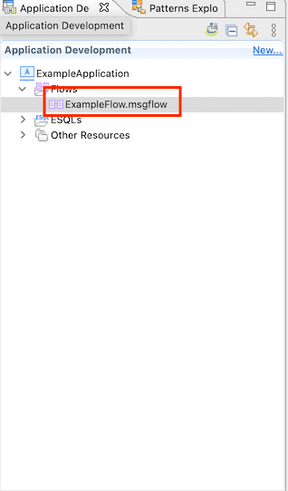 Application De
Patterns Explo
Application Development
Application Development
New...
A ExampleApplication
Flows
ExampleFlow.msgflow
ESQLs
Other Resources